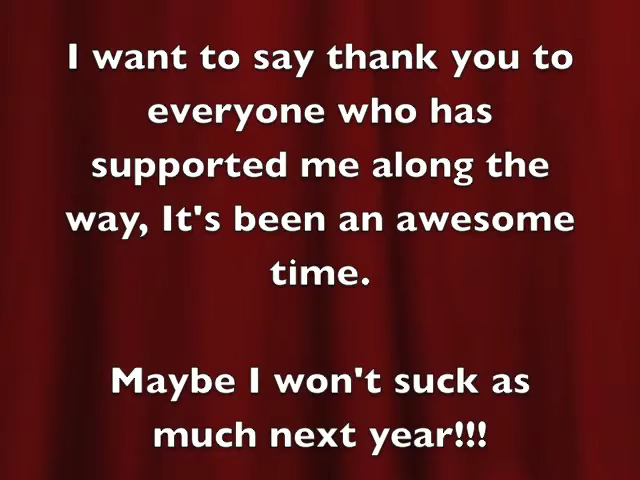 I want to say thank you to
everyone who has
supported me along the
way, It's been an awesome
time.
Maybe I won't suck as
much next year!!!